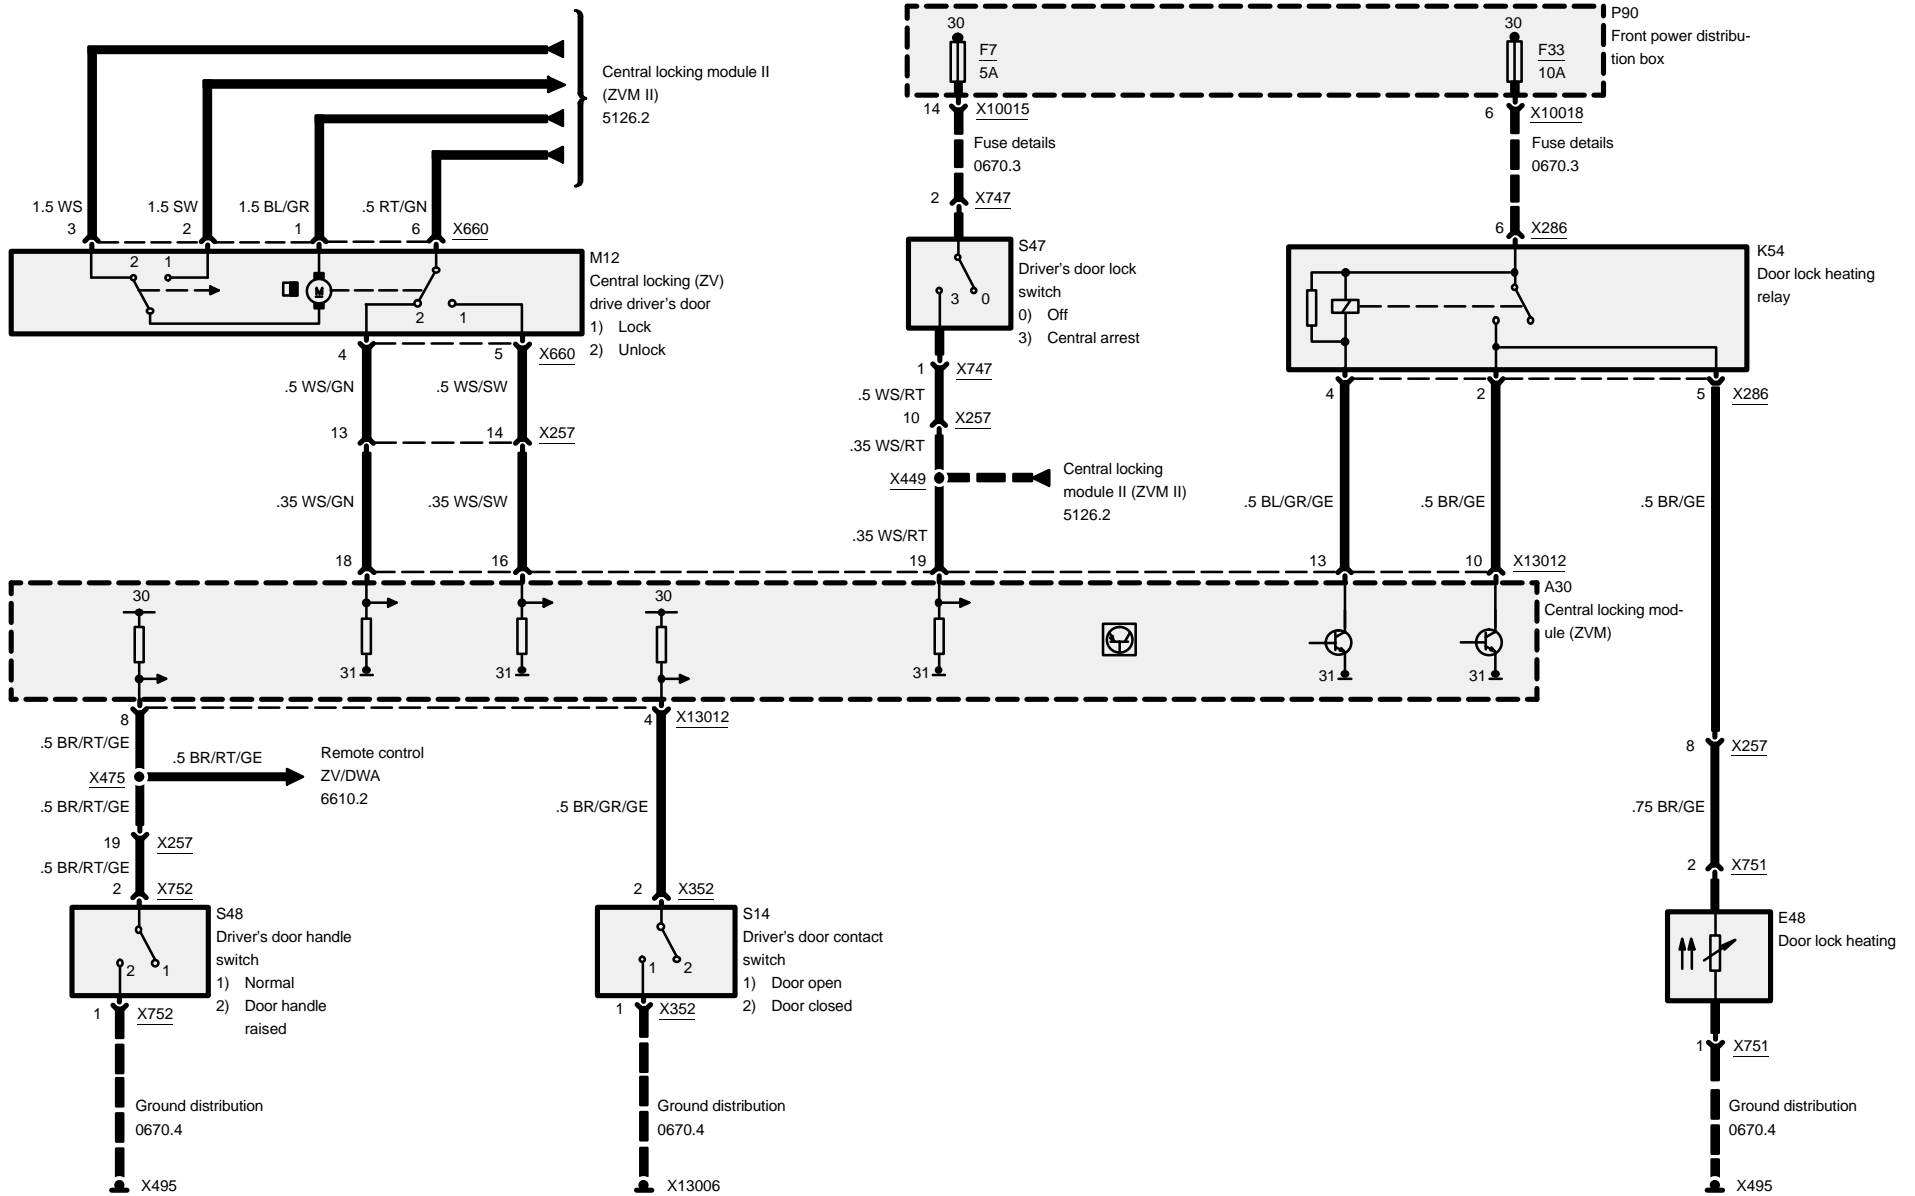 Central locking module II
(ZVM II)
5126.2
30
F7
5A
30
F33
10A
P90
Front power distribu-
tion box
14
X10015
6
X10018
Fuse details
0670.3
Fuse details
0670.3
1.5 WS
1.5 SW
1.5 BL/GR
.5 RT/GN
3
2
1
6
X660
2
X747
6
X286
2
1
M
2
1
M12
Central locking (ZV)
drive driver's door
1) Lock
2) Unlock
3
0
S47
Driver's door lock
switch
0) Off
3) Central arrest
K54
Door lock heating
relay
4
5
X660
1
X747
4
2
5
X286
.5 WS/GN
.5 WS/SW
.5 WS/RT
13
14
X257
10
X257
.35 WS/RT
X449
Central locking
module II (ZVM II)
5126.2
.35 WS/GN
.35 WS/SW
.35 WS/RT
.5 BL/GR/GE
.5 BR/GE
.5 BR/GE
18
16
19
13
10
X13012
A30
Central locking mod-
ule (ZVM)
30
30
31
31
31
31
31
8
4
X13012
.5 BR/RT/GE
X475
.5 BR/RT/GE
Remote control
ZV/DWA
6610.2
8
X257
.5 BR/RT/GE
.5 BR/GR/GE
.75 BR/GE
19
X257
.5 BR/RT/GE
2
X752
2
X352
2
X751
2
1
S48
Driver's door handle
switch
1) Normal
2) Door handle
raised
1
2
S14
Driver's door contact
switch
1) Door open
2) Door closed
E48
Door lock heating
1
X752
1
X352
1
X751
Ground distribution
0670.4
Ground distribution
0670.4
Ground distribution
0670.4
X495
X13006
X495